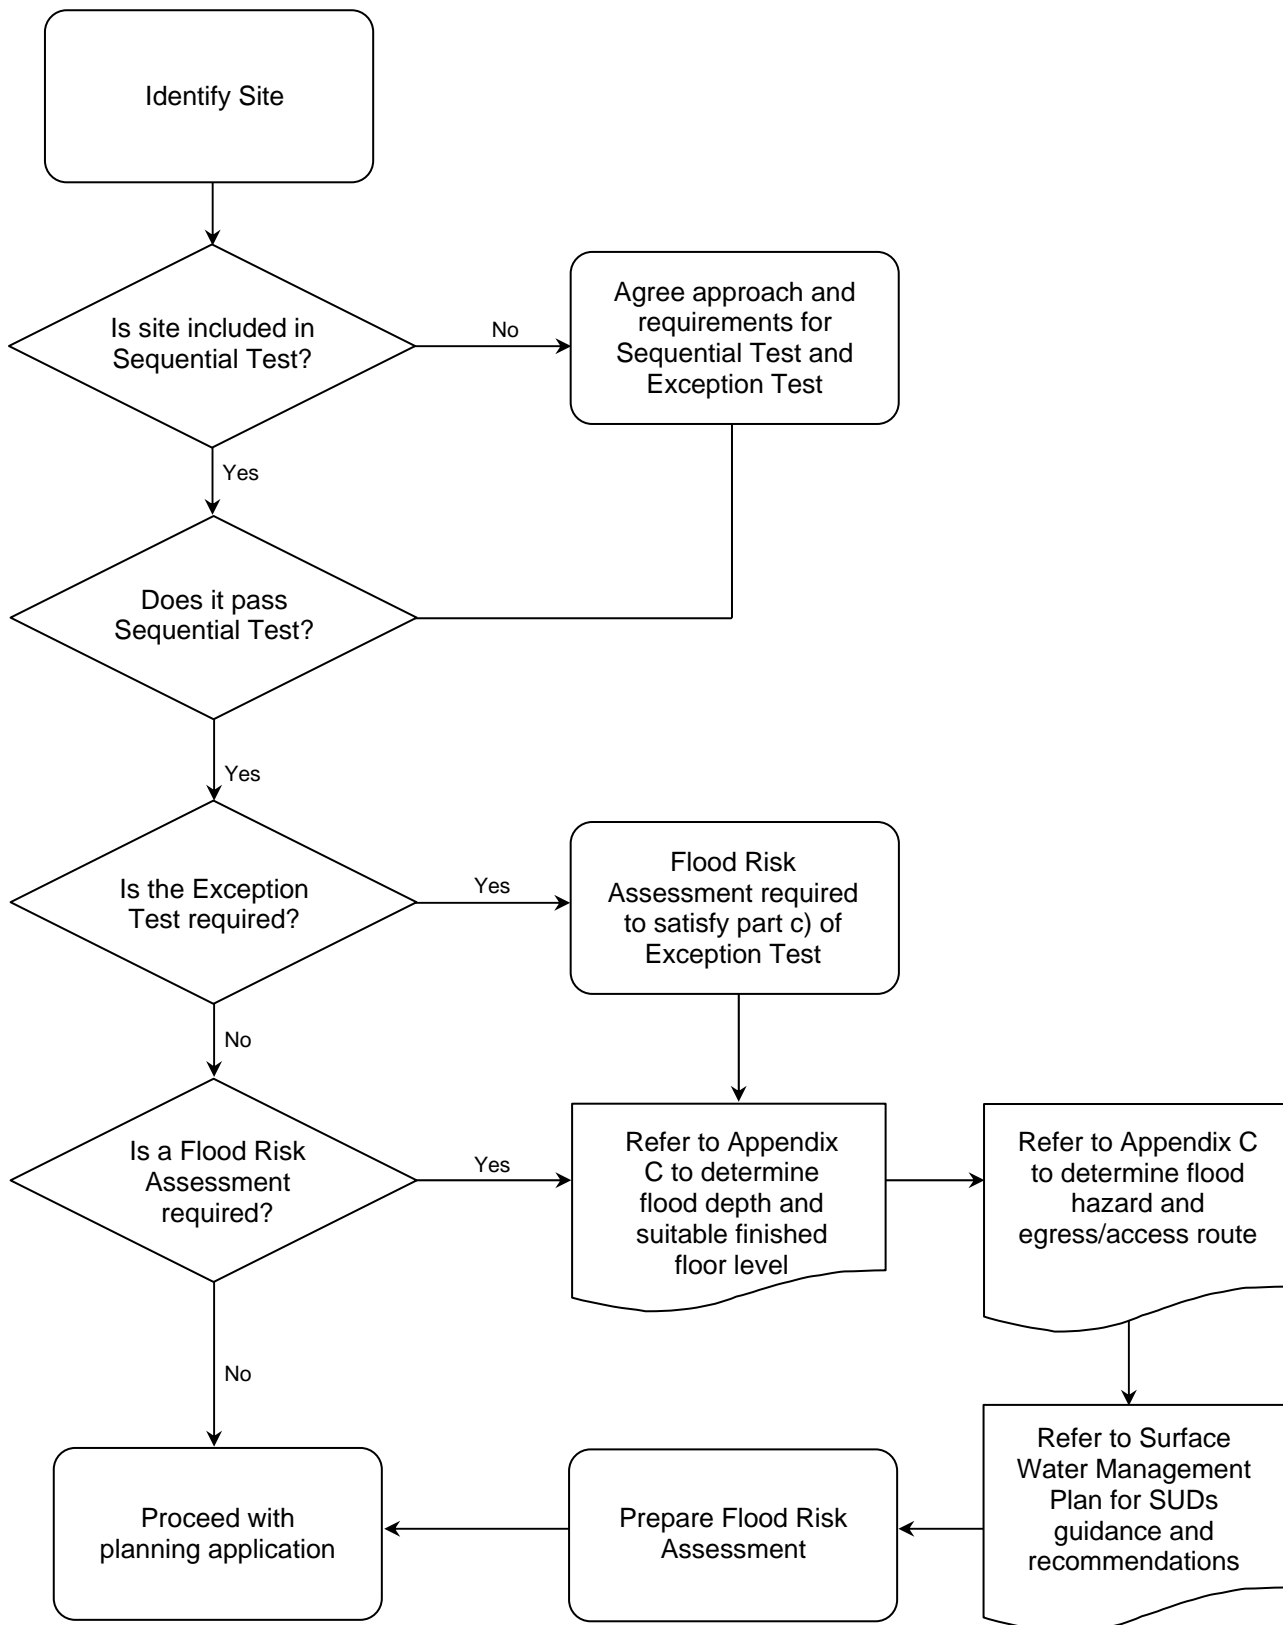 Identify Site
Is site included in
Sequential Test?
No
Agree approach and
requirements for
Sequential Test and
Exception Test
Yes
Does it pass
Sequential Test?
Yes
Is the Exception
Test required?
Yes
Flood Risk
Assessment required
to satisfy part c) of
Exception Test
No
Is a Flood Risk
Assessment
required?
Yes
Refer to Appendix
C to determine
flood depth and
suitable finished
floor level
Refer to Appendix C
to determine flood
hazard and
egress/access route
No
Refer to Surface
Water Management
Plan for SUDs
guidance and
recommendations
Prepare Flood Risk
Assessment
Proceed with
planning application